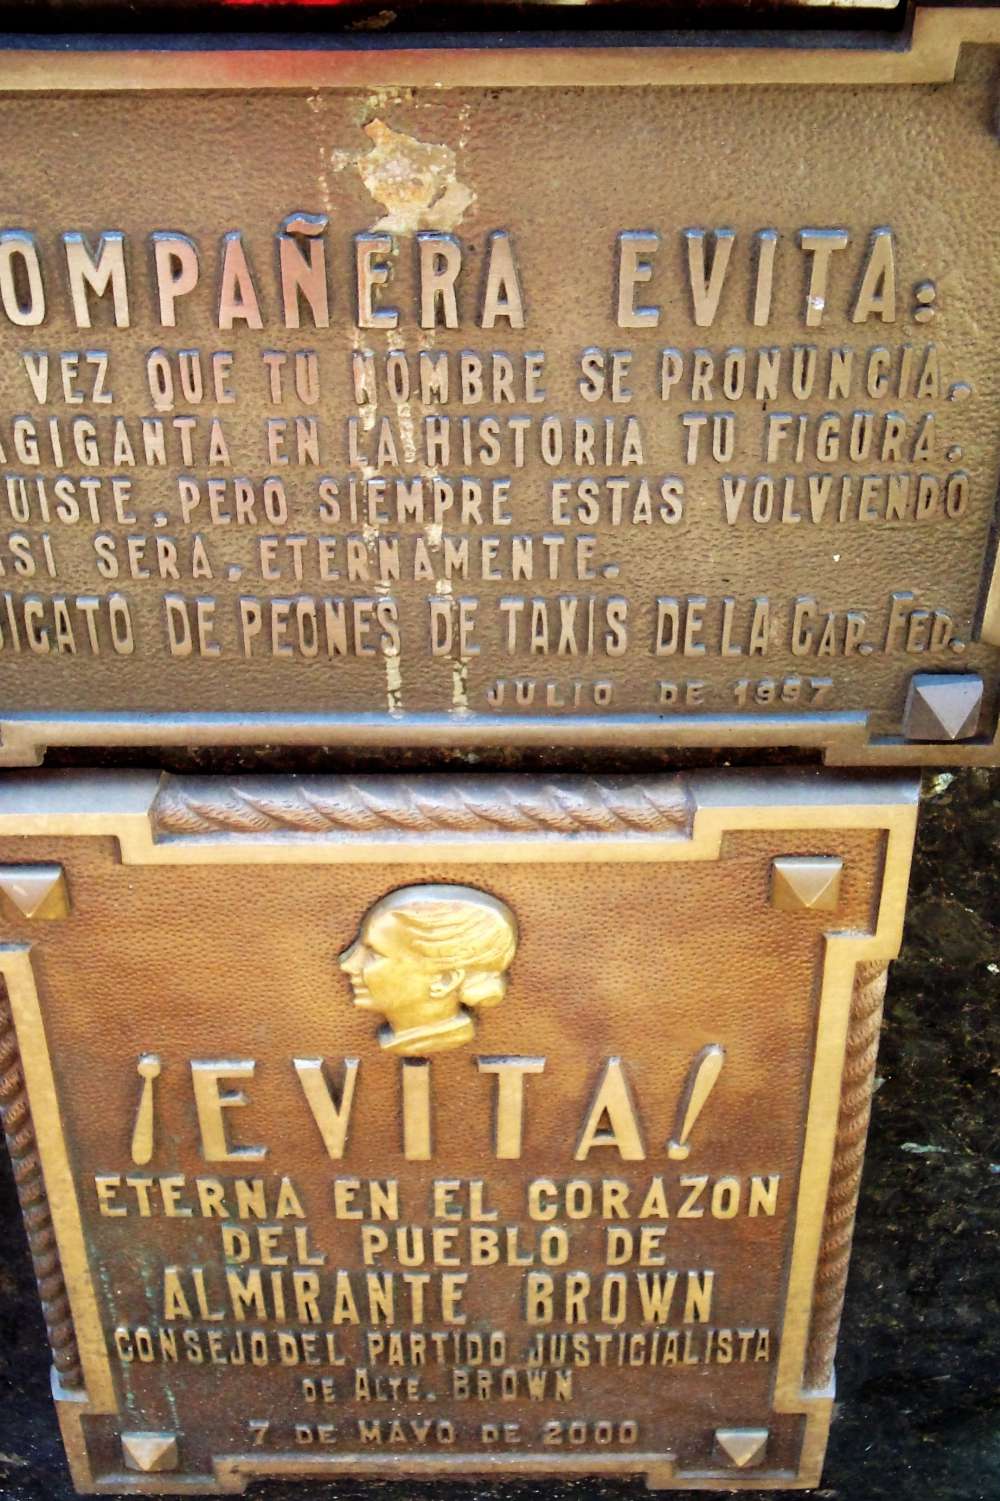 OMPAÑERA EVITA:
VEZ QUE TU NOMBRE SE PRONUNCIA,
AGIGANTA EN LA HISTORIA TU FIGURA.
UISTE, PERO SIEMPRE ESTAS VOLVIENDO
ASI SERA, ETERNAMENTE.
DICATO DE PEONES DE TAXIS DE LA CAP. FED.
JULIO DE 1997
¡EVITA!
ETERNA EN EL CORAZON
DEL PUEBLO DE
ALMIRANTE BROWN
CONSEJO DEL PARTIDO JUSTICIALISTA
DE ALTE. BROWN
7 DE MAYO DE 2000